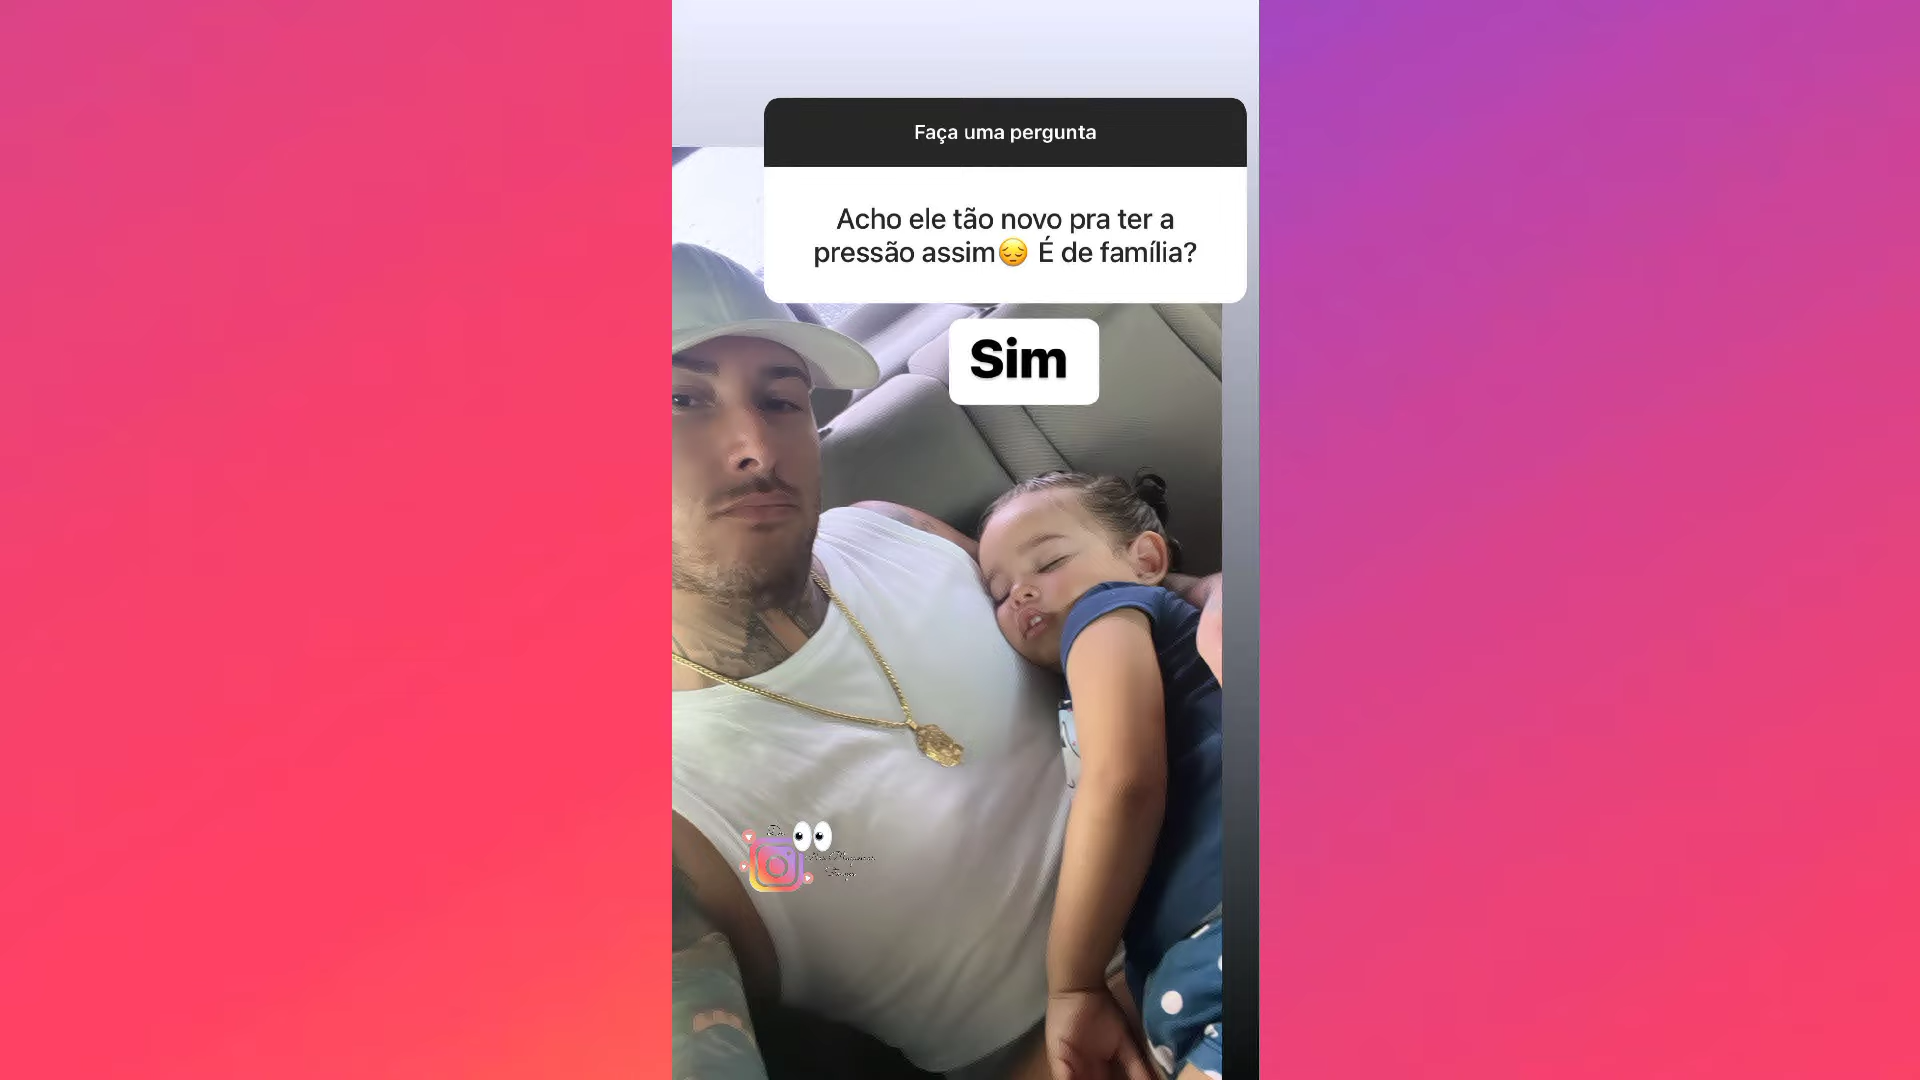 Faça uma pergunta
Acho ele tão novo pra ter a
pressão assim😔 É de família?
Sim